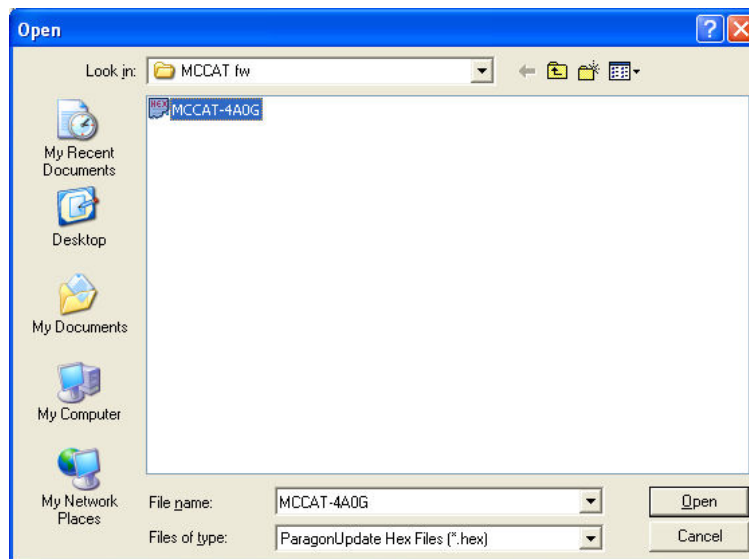 Open
Look in: MCCAT fw
HEX MCCAT-4A0G
My Recent
Documents
Desktop
My Documents
My Computer
My Network
Places
File name: MCCAT-4A0G Open
Files of type: ParagonUpdate Hex Files (*.hex) Cancel